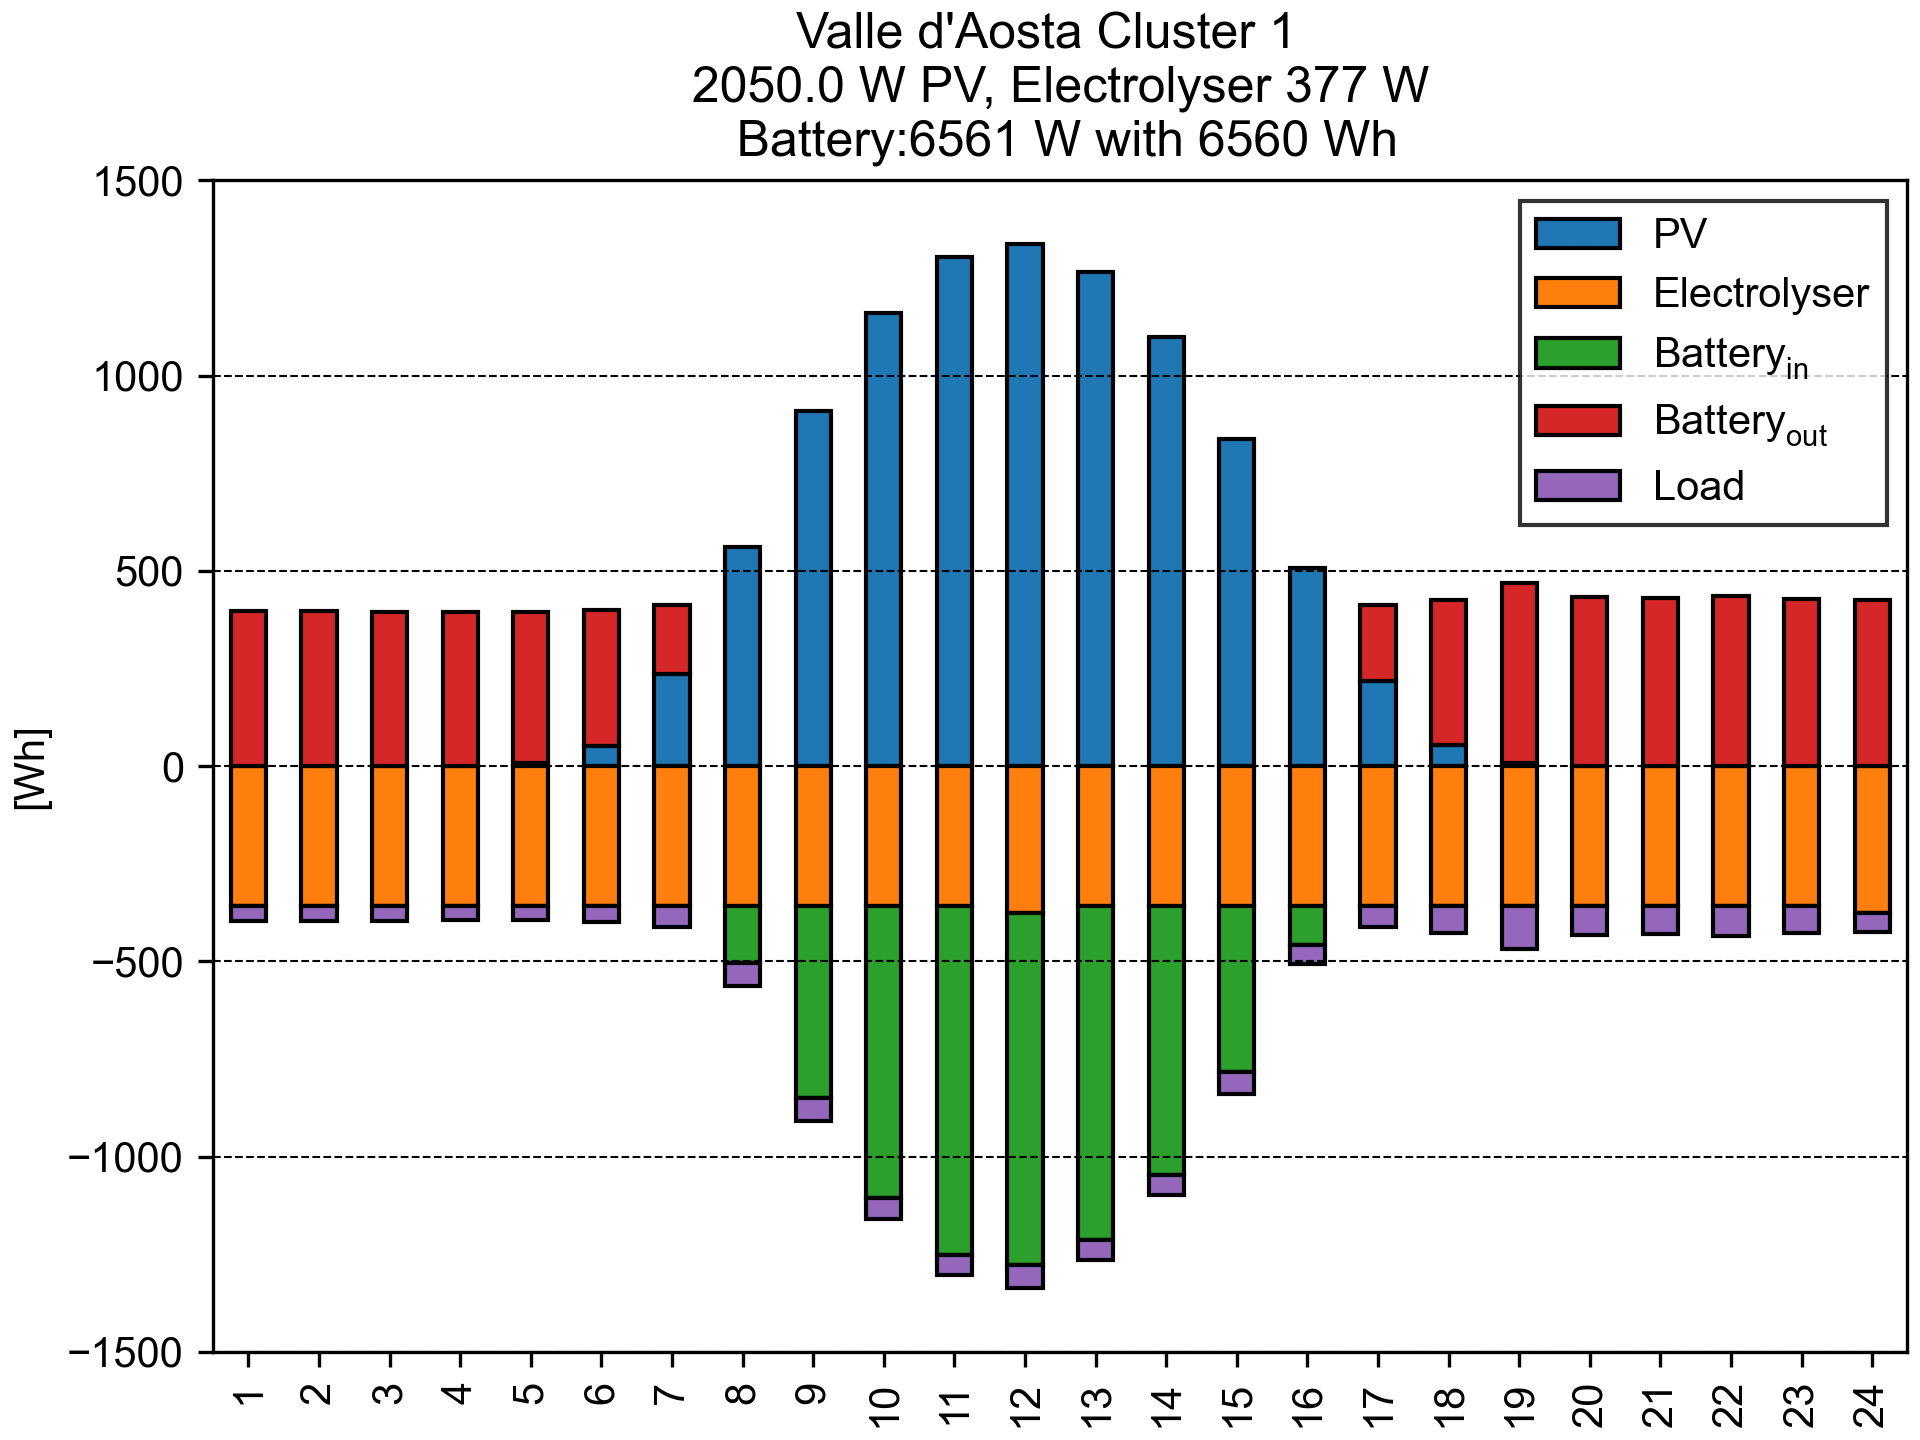 Valle d'Aosta Cluster 1
2050.0 W PV, Electrolyser 377 W
Battery:6561 W with 6560 Wh
1500
1000
500
0
−500
−1000
−1500
[Wh]
PV
Electrolyser
Battery_in
Battery_out
Load
1 2 3 4 5 6 7 8 9 10 11 12 13 14 15 16 17 18 19 20 21 22 23 24